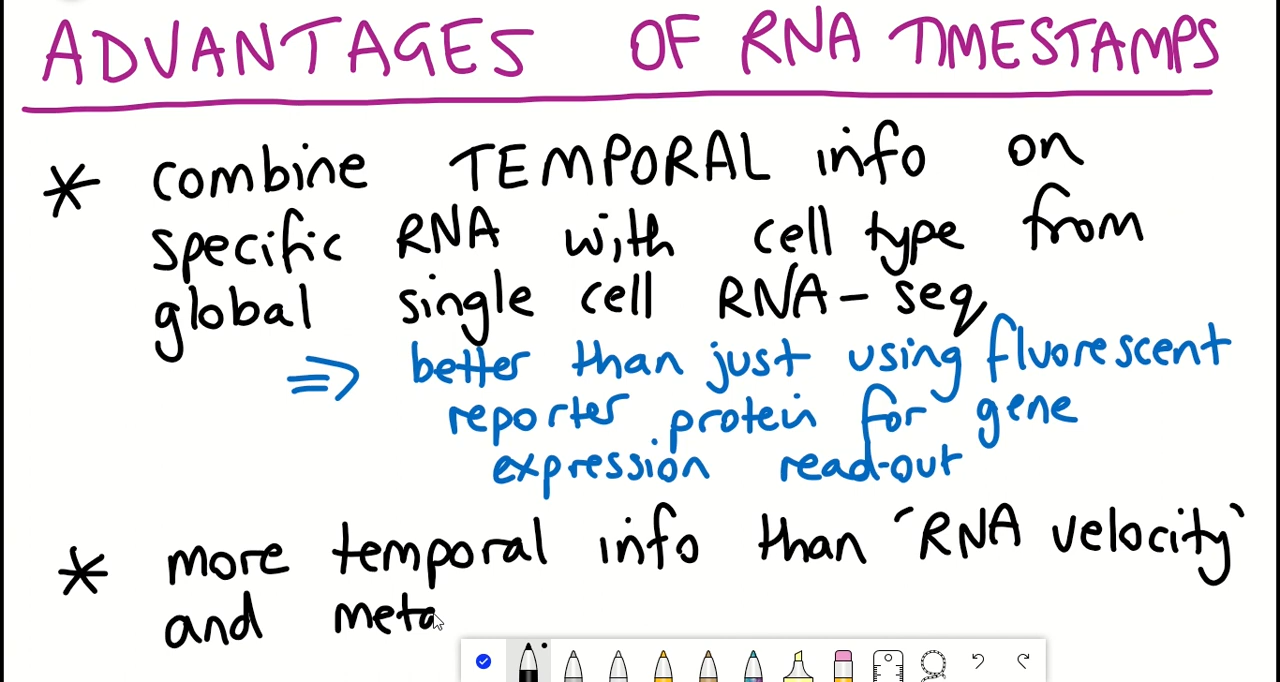 ADVANTAGES OF RNA TIMESTAMPS
* combine TEMPORAL info on
specific RNA with cell type from
global single cell RNA-seq
=> better than just using fluorescent
reporter protein for gene
expression read-out
* more temporal info than 'RNA velocity'
and meta